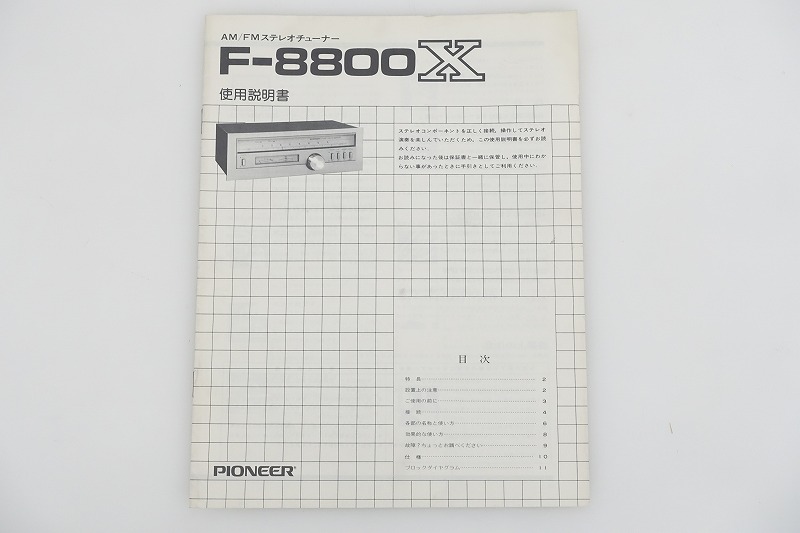 AM/FMステレオチューナー
F-8800X
使用説明書
ステレオコンポーネントを正しく接続，操作してステレオ
演奏を楽しんでいただくため，この使用説明書を必ずお読
みください．
お読みになった後は保証書と一緒に保管し，使用中にわか
らない事があったときに手引きとしてご利用ください．
目 次
特 長 2
設置上の注意 2
ご使用の前に 3
接 続 4
各部の名称と使い方 6
効果的な使い方 8
故障？ちょっとお調べください 9
仕 様 10
ブロックダイヤグラム 11
PIONEER®